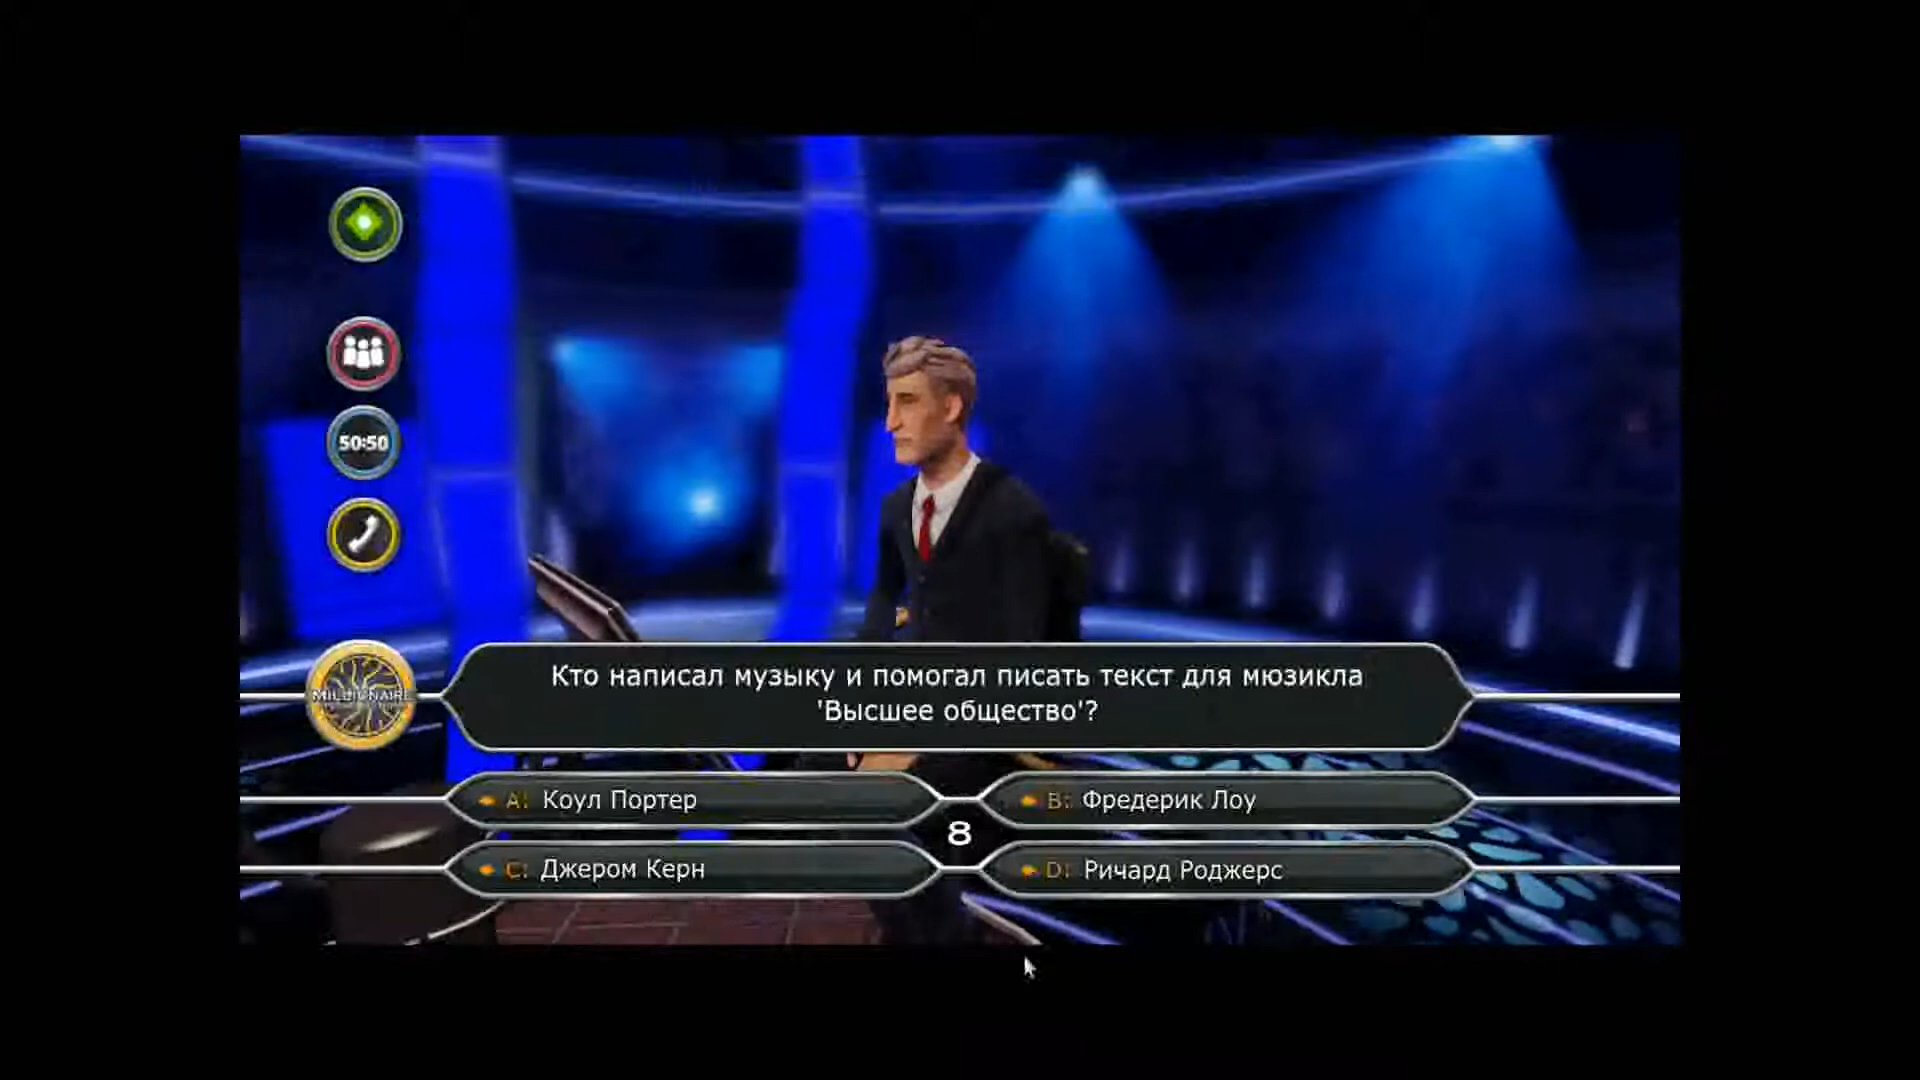 50:50
MILLIONAIRE
Кто написал музыку и помогал писать текст для мюзикла
'Высшее общество'?
A: Коул Портер
B: Фредерик Лоу
8
C: Джером Керн
D: Ричард Роджерс